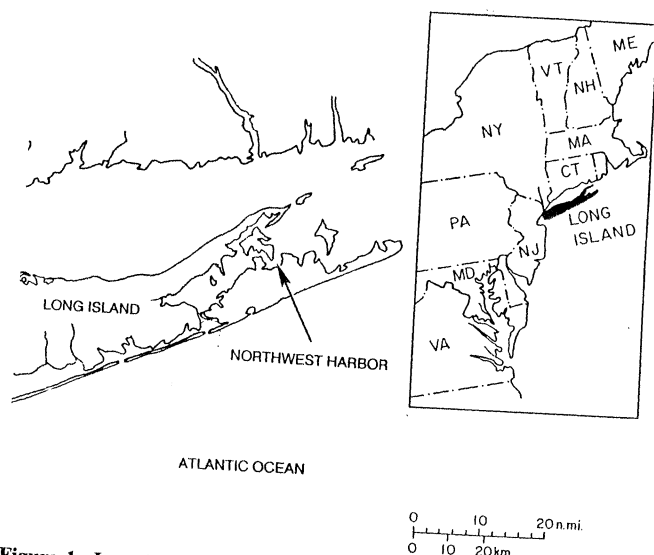 ME
VT
NH
NY
MA
CT
PA
LONG
ISLAND
NJ
MD
VA
LONG ISLAND
NORTHWEST HARBOR
ATLANTIC OCEAN
0 10 20 n.mi.
0 10 20 km
Figure 1.